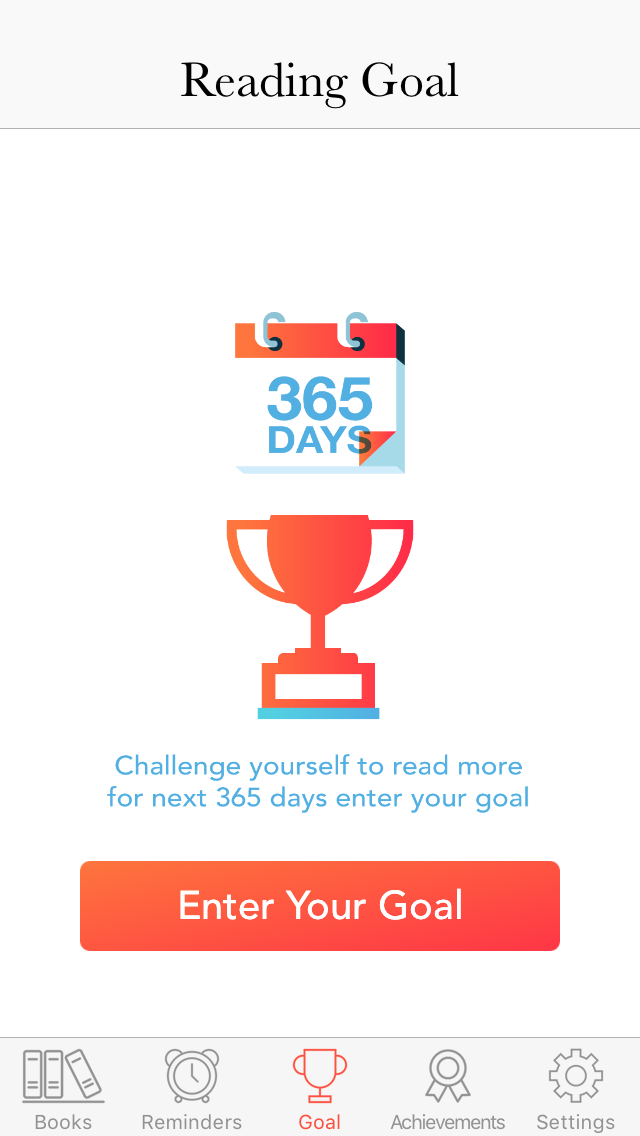 Reading Goal
365
DAYS
Challenge yourself to read more
for next 365 days enter your goal
Enter Your Goal
Books
Reminders
Goal
Achievements
Settings